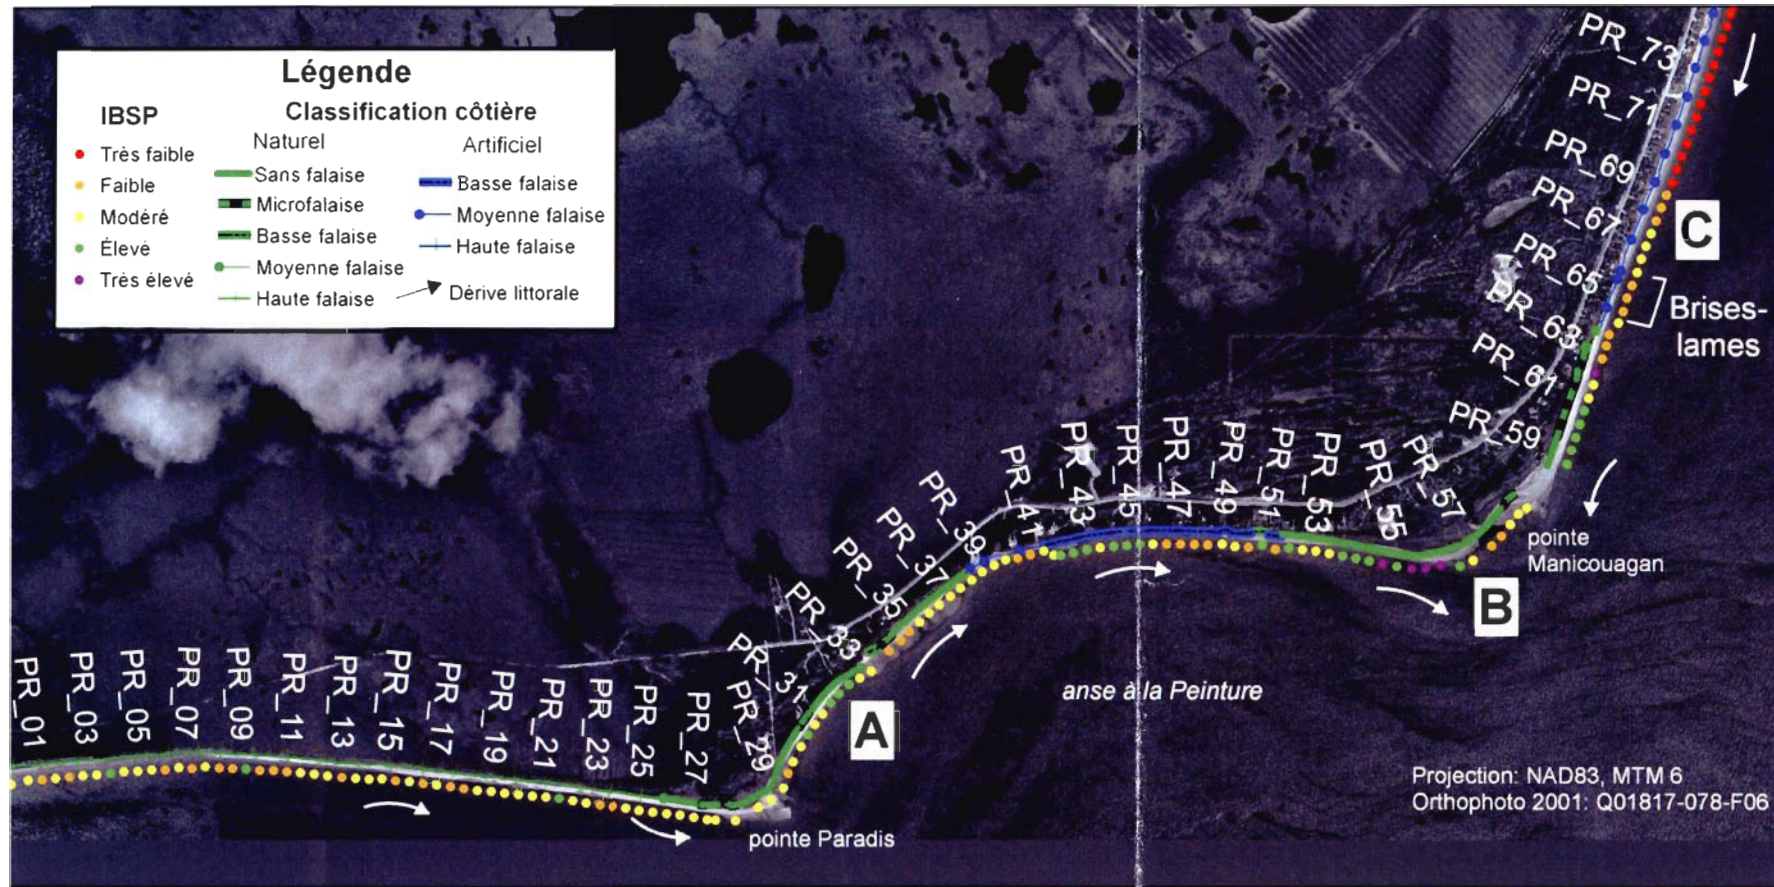 Légende
IBSP
Classification côtière
Naturel
Artificiel
Très faible
Faible
Modéré
Élevé
Très élevé
Sans falaise
Microfalaise
Basse falaise
Moyenne falaise
Haute falaise
Basse falaise
Moyenne falaise
Haute falaise
Dérive littorale
PR_01
PR_03
PR_05
PR_07
PR_09
PR_11
PR_13
PR_15
PR_17
PR_19
PR_21
PR_23
PR_25
PR_27
PR_29
PR_31
PR_33
PR_35
PR_37
PR_39
PR_41
PR_43
PR_45
PR_47
PR_49
PR_51
PR_53
PR_55
PR_57
PR_59
PR_61
PR_63
PR_65
PR_67
PR_69
PR_71
PR_73
A
B
C
Brises-
lames
pointe
Manicouagan
anse à la Peinture
pointe Paradis
Projection: NAD83, MTM 6
Orthophoto 2001: Q01817-078-F06